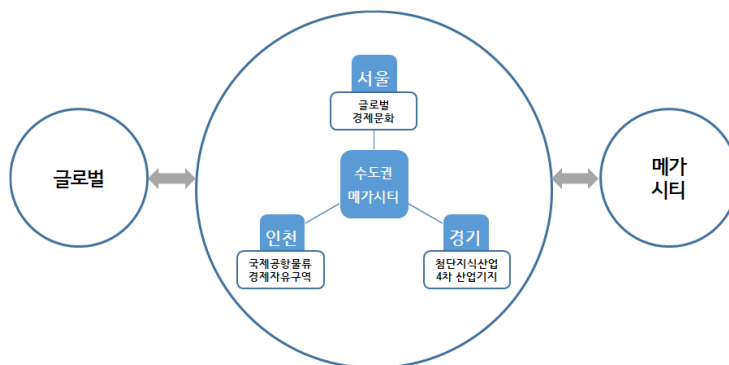 서울
글로벌
경제문화
글로벌
수도권
메가시티
메가
시티
인천
국제공항물류
경제자유구역
경기
첨단지식산업
4차 산업기지